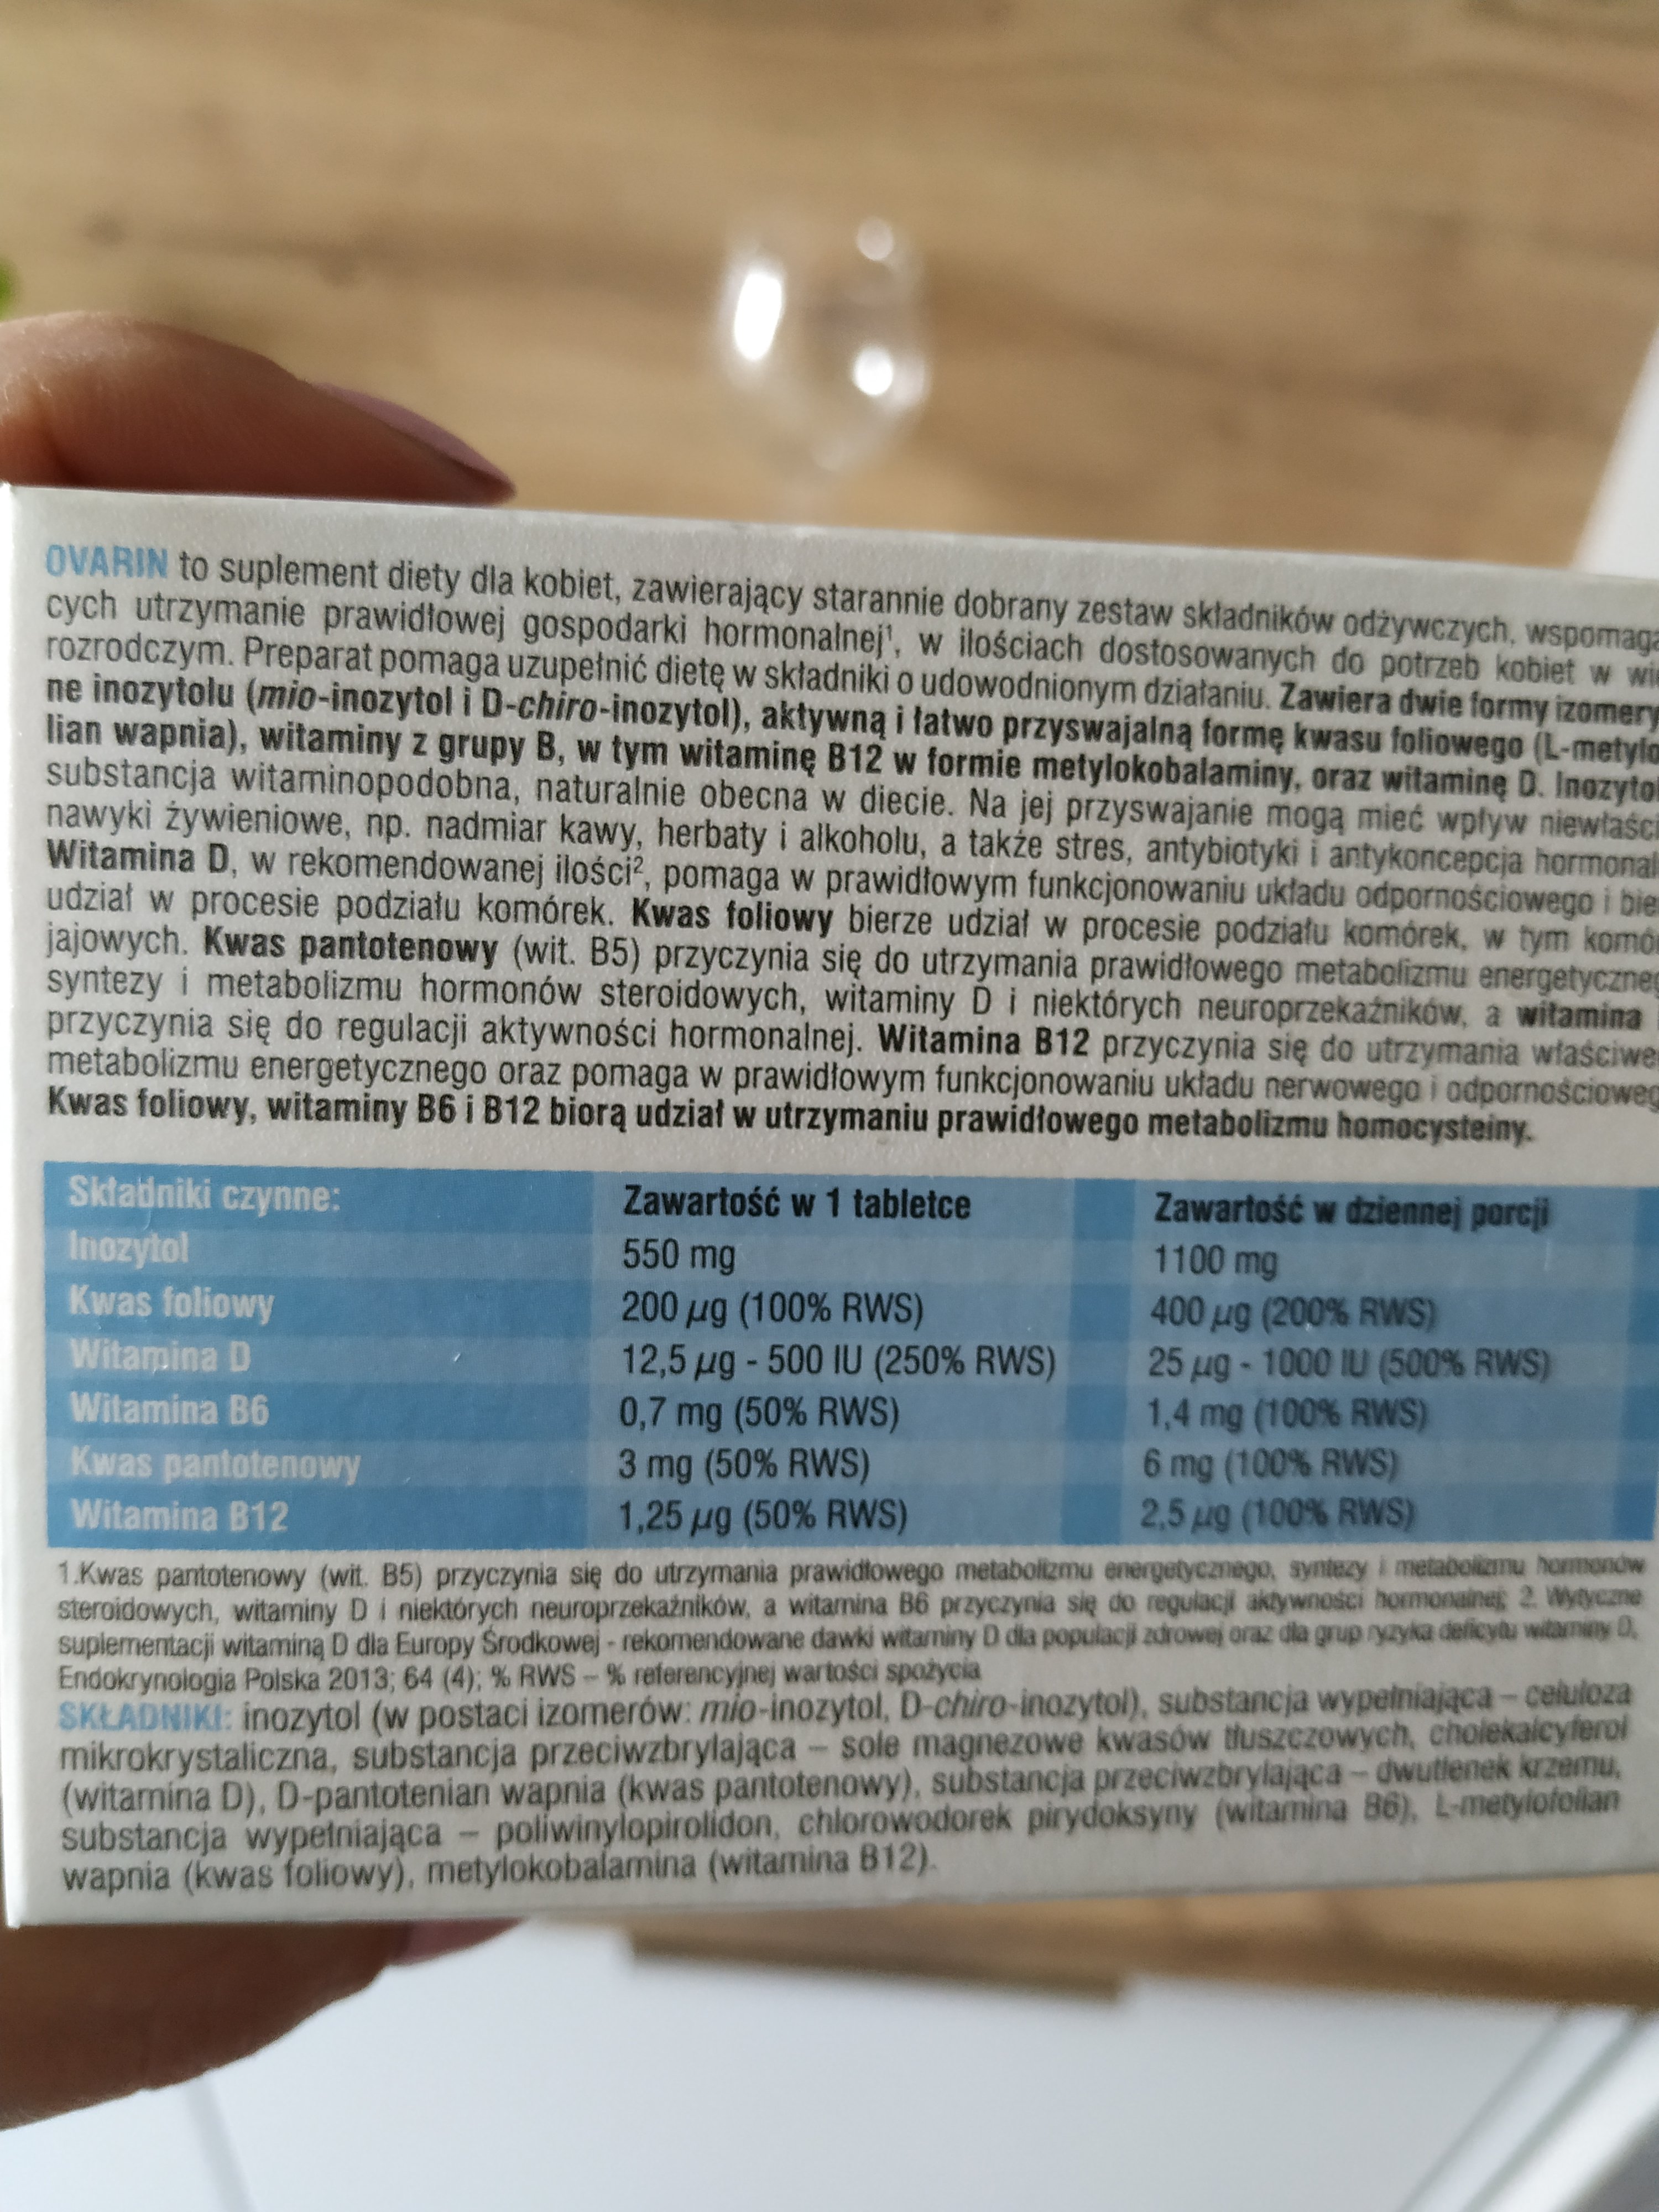 OVARIN to suplement diety dla kobiet, zawierający starannie dobrany zestaw składników odżywczych, wspomaga
cych utrzymanie prawidłowej gospodarki hormonalnej¹, w ilościach dostosowanych do potrzeb kobiet w wi
rozrodczym. Preparat pomaga uzupełnić dietę w składniki o udowodnionym działaniu. Zawiera dwie formy izomery
ne inozytolu (mio-inozytol i D-chiro-inozytol), aktywną i łatwo przyswajalną formę kwasu foliowego (L-metylo
lian wapnia), witaminy z grupy B, w tym witaminę B12 w formie metylokobalaminy, oraz witaminę D. Inozytol
substancja witaminopodobna, naturalnie obecna w diecie. Na jej przyswajanie mogą mieć wpływ niewłaści
nawyki żywieniowe, np. nadmiar kawy, herbaty i alkoholu, a także stres, antybiotyki i antykoncepcja hormonal
Witamina D, w rekomendowanej ilości², pomaga w prawidłowym funkcjonowaniu układu odpornościowego i bie
udział w procesie podziału komórek. Kwas foliowy bierze udział w procesie podziału komórek, w tym komó
jajowych. Kwas pantotenowy (wit. B5) przyczynia się do utrzymania prawidłowego metabolizmu energetyczneg
syntezy i metabolizmu hormonów steroidowych, witaminy D i niektórych neuroprzekaźników, a witamina
przyczynia się do regulacji aktywności hormonalnej. Witamina B12 przyczynia się do utrzymania właściwe
metabolizmu energetycznego oraz pomaga w prawidłowym funkcjonowaniu układu nerwowego i odpornościoweg
Kwas foliowy, witaminy B6 i B12 biorą udział w utrzymaniu prawidłowego metabolizmu homocysteiny.
Składniki czynne: Zawartość w 1 tabletce Zawartość w dziennej porcji
Inozytol 550 mg 1100 mg
Kwas foliowy 200 µg (100% RWS) 400 µg (200% RWS)
Witamina D 12,5 µg - 500 IU (250% RWS) 25 µg - 1000 IU (500% RWS)
Witamina B6 0,7 mg (50% RWS) 1,4 mg (100% RWS)
Kwas pantotenowy 3 mg (50% RWS) 6 mg (100% RWS)
Witamina B12 1,25 µg (50% RWS) 2,5 µg (100% RWS)
1.Kwas pantotenowy (wit. B5) przyczynia się do utrzymania prawidłowego metabolizmu energetycznego, syntezy i metabolizmu hormonów
steroidowych, witaminy D i niektórych neuroprzekaźników, a witamina B6 przyczynia się do regulacji aktywności hormonalnej; 2. Wytyczne
suplementacji witaminą D dla Europy Środkowej - rekomendowane dawki witaminy D dla populacji zdrowej oraz dla grup ryzyka deficytu witaminy D,
Endokrynologia Polska 2013; 64 (4); % RWS – % referencyjnej wartości spożycia
SKŁADNIKI: inozytol (w postaci izomerów: mio-inozytol, D-chiro-inozytol), substancja wypełniająca – celuloza
mikrokrystaliczna, substancja przeciwzbrylająca – sole magnezowe kwasów tłuszczowych, cholekalcyferol
(witamina D), D-pantotenian wapnia (kwas pantotenowy), substancja przeciwzbrylająca – dwutlenek krzemu,
substancja wypełniająca – poliwinylopirolidon, chlorowodorek pirydoksyny (witamina B6), L-metylofolian
wapnia (kwas foliowy), metylokobalamina (witamina B12).